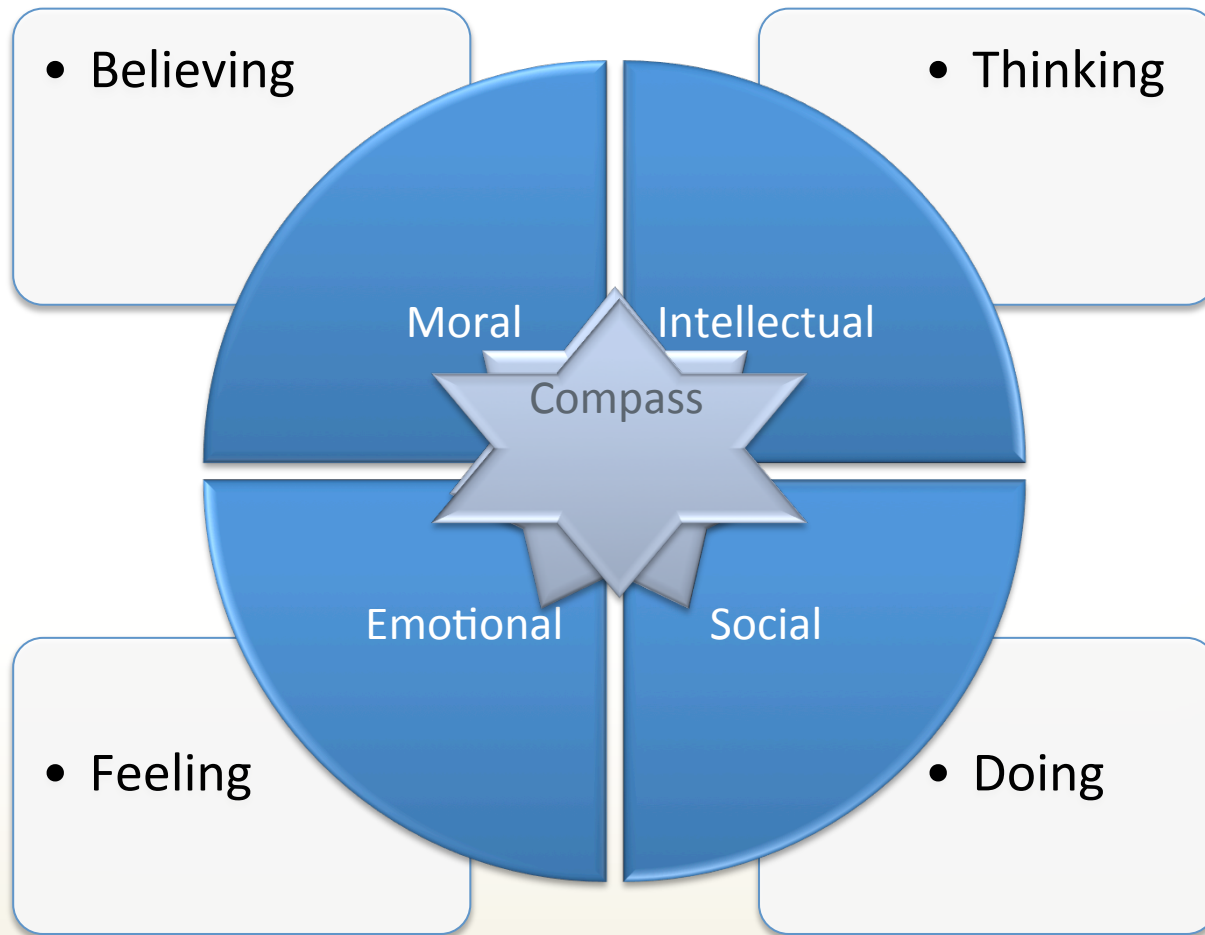 • Believing
• Thinking
Moral
Intellectual
Compass
Emotional
Social
• Feeling
• Doing